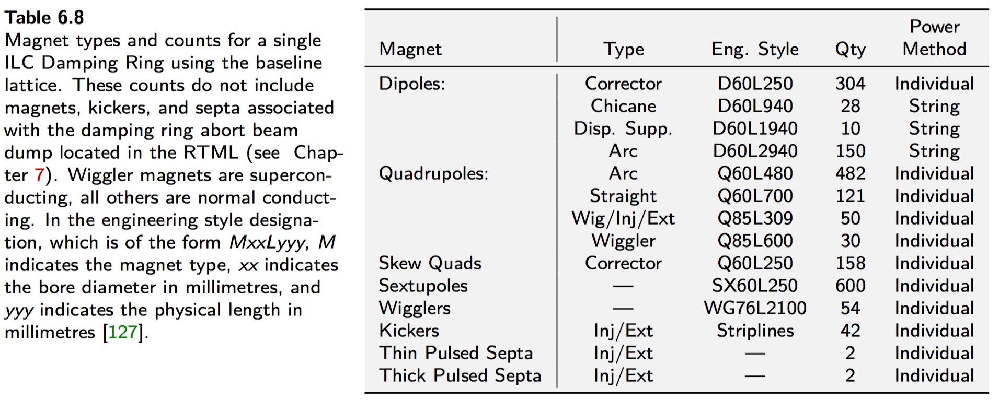 Table 6.8
Magnet types and counts for a single
ILC Damping Ring using the baseline
lattice. These counts do not include
magnets, kickers, and septa associated
with the damping ring abort beam
dump located in the RTML (see Chap-
ter 7). Wiggler magnets are supercon-
ducting, all others are normal conduct-
ing. In the engineering style designa-
tion, which is of the form MxxLyyy, M
indicates the magnet type, xx indicates
the bore diameter in millimetres, and
yyy indicates the physical length in
millimetres [127].
Power
Magnet Type Eng. Style Qty Method
Dipoles: Corrector D60L250 304 Individual
Chicane D60L940 28 String
Disp. Supp. D60L1940 10 String
Arc D60L2940 150 String
Quadrupoles: Arc Q60L480 482 Individual
Straight Q60L700 121 Individual
Wig/Inj/Ext Q85L309 50 Individual
Wiggler Q85L600 30 Individual
Skew Quads Corrector Q60L250 158 Individual
Sextupoles — SX60L250 600 Individual
Wigglers — WG76L2100 54 Individual
Kickers Inj/Ext Striplines 42 Individual
Thin Pulsed Septa Inj/Ext — 2 Individual
Thick Pulsed Septa Inj/Ext — 2 Individual